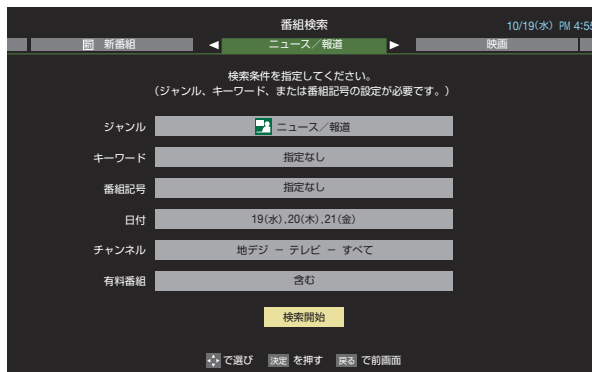 番組検索
10/19(水) PM 4:55
新番組 ◀ ニュース／報道 ▶ 映画
検索条件を指定してください。
(ジャンル、キーワード、または番組記号の設定が必要です。)
ジャンル ニュース／報道
キーワード 指定なし
番組記号 指定なし
日付 19(水),20(木),21(金)
チャンネル 地デジ － テレビ － すべて
有料番組 含む
検索開始
で選び 決定 を押す 戻る で前画面